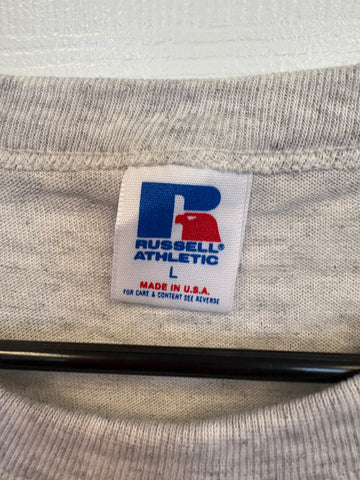 R
RUSSELL®
ATHLETIC
L
MADE IN U.S.A.
FOR CARE & CONTENT SEE REVERSE